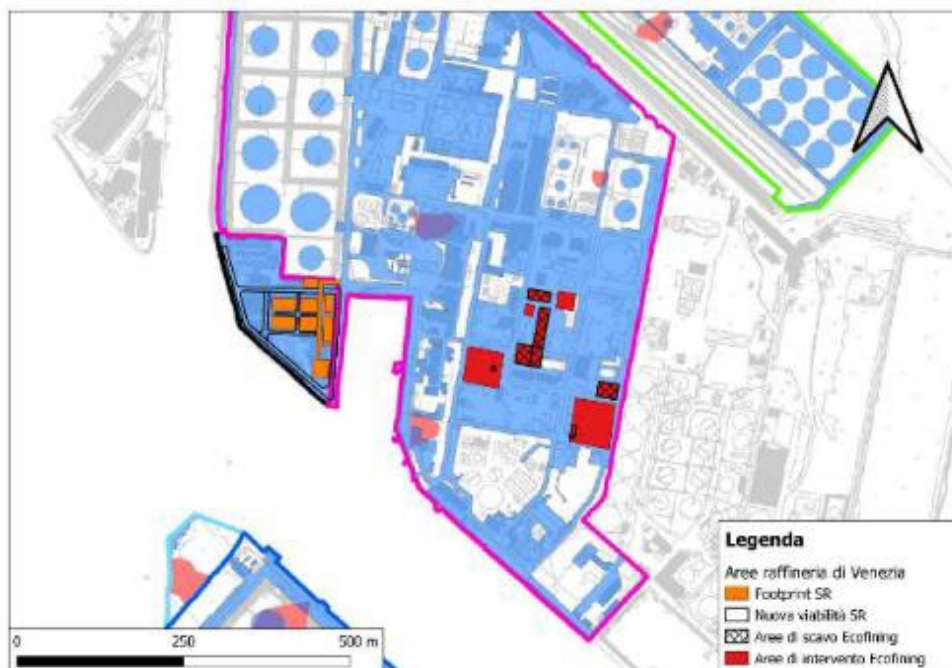 Legenda
Aree raffineria di Venezia
Footprint SR
Nuova viabilità SR
Aree di scavo Ecofining
Aree di intervento Ecofining
0 250 500 m